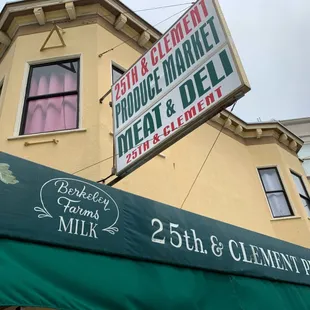 25TH & CLEMENT
PRODUCE MARKET
MEAT & DELI
25TH & CLEMENT
Berkeley
Farms
MILK
25th. & CLEMENT